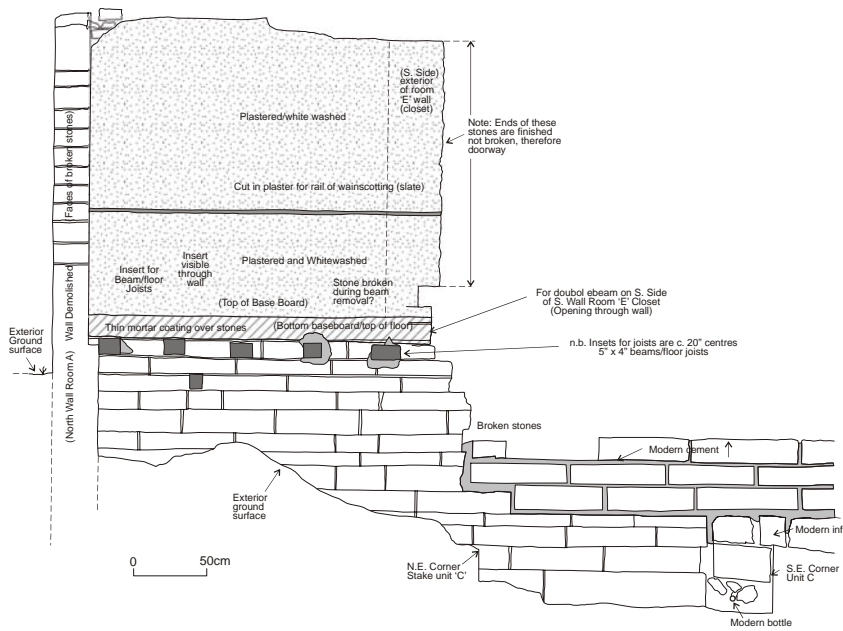 (S. Side)
exterior
of room
'E' wall
(closet)
Plastered/white washed
Note: Ends of these
stones are finished
not broken, therefore
doorway
(Faces of broken stones)
Cut in plaster for rail of wainscotting (slate)
Plastered and Whitewashed
Insert
visible
through
wall
Insert for
Beam/floor
Joists
Stone broken
during beam
removal?
(Top of Base Board)
For doubol ebeam on S. Side
of S. Wall Room 'E' Closet
(Opening through wall)
Thin mortar coating over stones
(Bottom baseboard/top of floor)
Wall Demolished
(North Wall Room A)
Exterior
Ground
surface
n.b. Insets for joists are c. 20" centres
5" x 4" beams/floor joists
Broken stones
Modern cement
Exterior
ground
surface
Modern inf
0 50cm
N.E. Corner
Stake unit 'C'
S.E. Corner
Unit C
Modern bottle